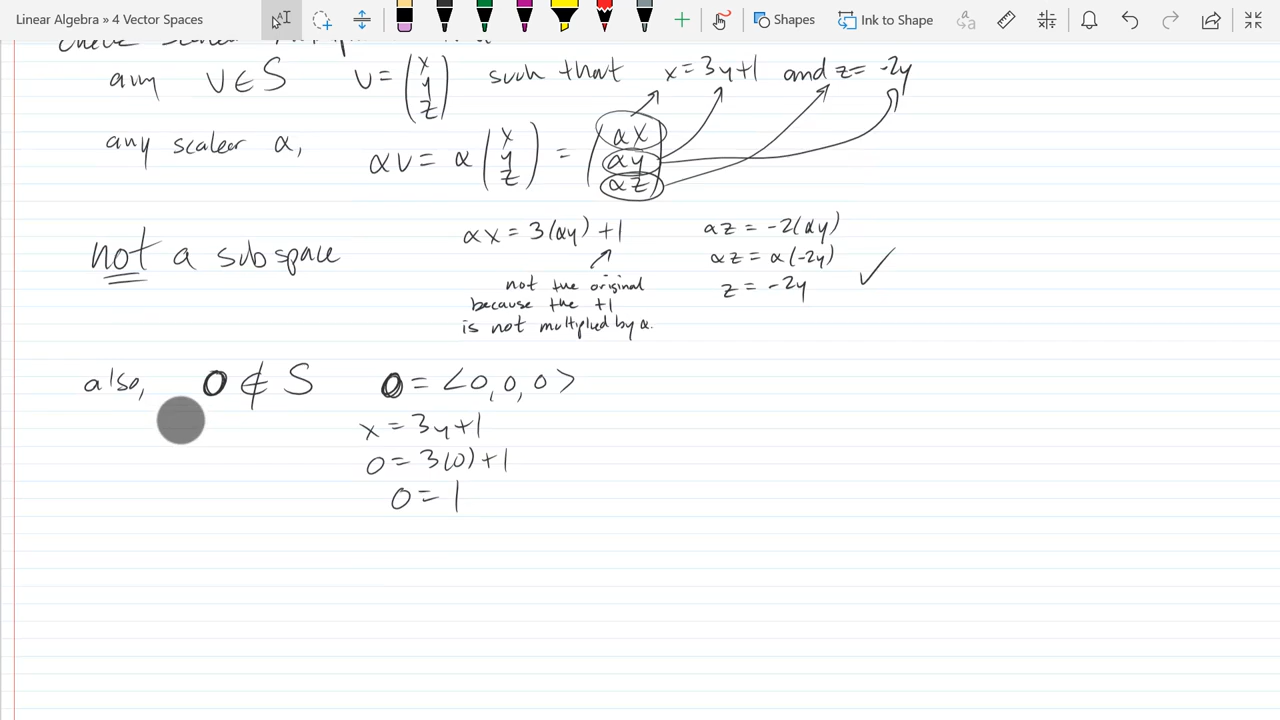 Linear Algebra » 4 Vector Spaces
Shapes
Ink to Shape
any v ∈ S v = (x y z) such that x = 3y+1 and z = -2y
any scaler α, αv = α (x y z) = (αx αy αz)
αx = 3(αy) +1 αz = -2(αy)
not a subspace αz = α(-2y)
not the original z = -2y ✓
because the +1
is not multiplied by α.
also, 0 ∉ S 0 = <0, 0, 0>
x = 3y+1
0 = 3(0)+1
0 = 1